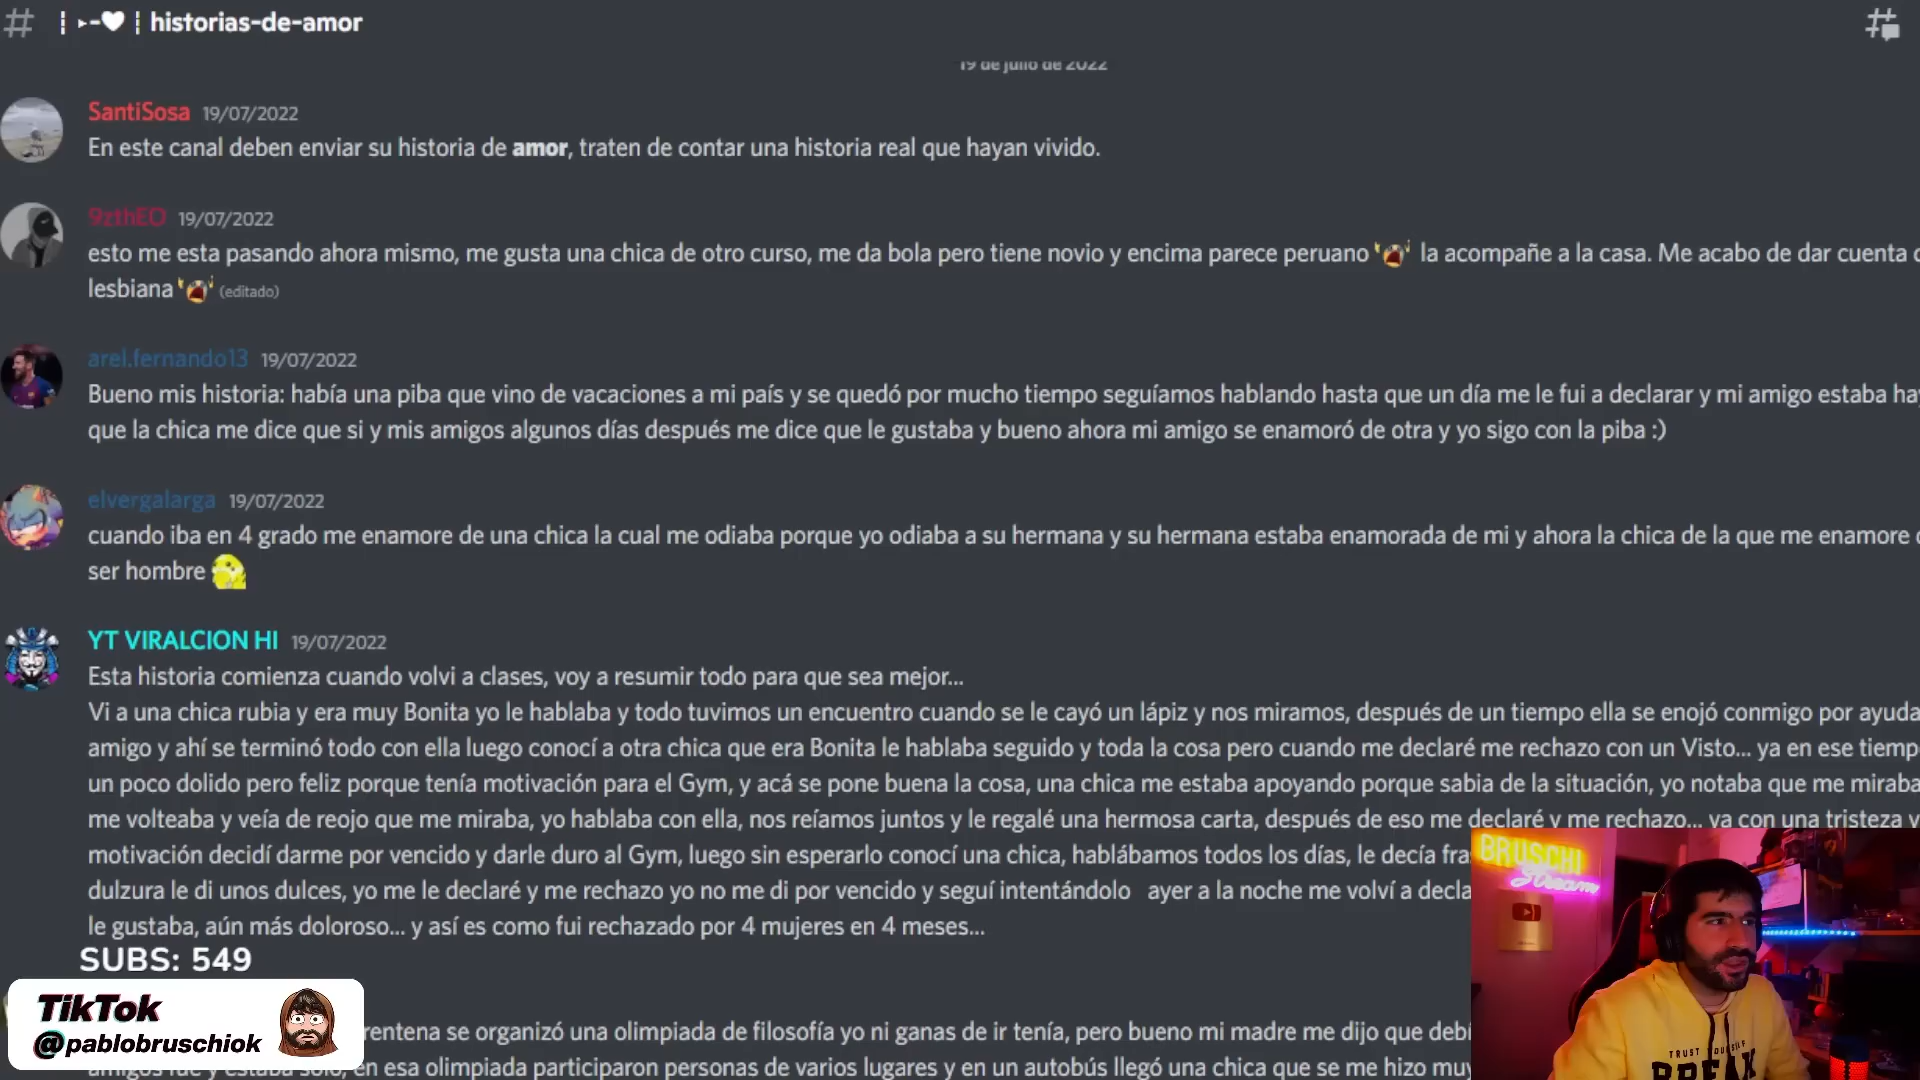 historias-de-amor
19 de julio de 2022
SantiSosa 19/07/2022
En este canal deben enviar su historia de amor, traten de contar una historia real que hayan vivido.
9zthEO 19/07/2022
esto me esta pasando ahora mismo, me gusta una chica de otro curso, me da bola pero tiene novio y encima parece peruano la acompañe a la casa. Me acabo de dar cuenta
lesbiana (editado)
arel.fernando13 19/07/2022
Bueno mis historia: había una piba que vino de vacaciones a mi país y se quedó por mucho tiempo seguíamos hablando hasta que un día me le fui a declarar y mi amigo estaba
que la chica me dice que si y mis amigos algunos días después me dice que le gustaba y bueno ahora mi amigo se enamoró de otra y yo sigo con la piba :)
elvergalarga 19/07/2022
cuando iba en 4 grado me enamore de una chica la cual me odiaba porque yo odiaba a su hermana y su hermana estaba enamorada de mi y ahora la chica de la que me enamore
ser hombre
YT VIRALCION HI 19/07/2022
Esta historia comienza cuando volvi a clases, voy a resumir todo para que sea mejor...
Vi a una chica rubia y era muy Bonita yo le hablaba y todo tuvimos un encuentro cuando se le cayó un lápiz y nos miramos, después de un tiempo ella se enojó conmigo por ayuda
amigo y ahí se terminó todo con ella luego conocí a otra chica que era Bonita le hablaba seguido y toda la cosa pero cuando me declaré me rechazo con un Visto... ya en ese tiemp
un poco dolido pero feliz porque tenía motivación para el Gym, y acá se pone buena la cosa, una chica me estaba apoyando porque sabia de la situación, yo notaba que me miraba
me volteaba y veía de reojo que me miraba, yo hablaba con ella, nos reíamos juntos y le regalé una hermosa carta, después de eso me declaré y me rechazo... ya con una tristeza y
motivación decidí darme por vencido y darle duro al Gym, luego sin esperarlo conocí una chica, hablábamos todos los días, le decía fra
dulzura le di unos dulces, yo me le declaré y me rechazo yo no me di por vencido y seguí intentándolo ayer a la noche me volví a decla
le gustaba, aún más doloroso... y así es como fui rechazado por 4 mujeres en 4 meses...
SUBS: 549
TikTok
@pablobruschiok
rentena se organizó una olimpiada de filosofía yo ni ganas de ir tenía, pero bueno mi madre me dijo que debí
amigos fue y estaba solo, en esa olimpiada participaron personas de varios lugares y en un autobús llegó una chica que se me hizo muy
BRUSCHI
Stream
TRUST YOURSELF
BREAK